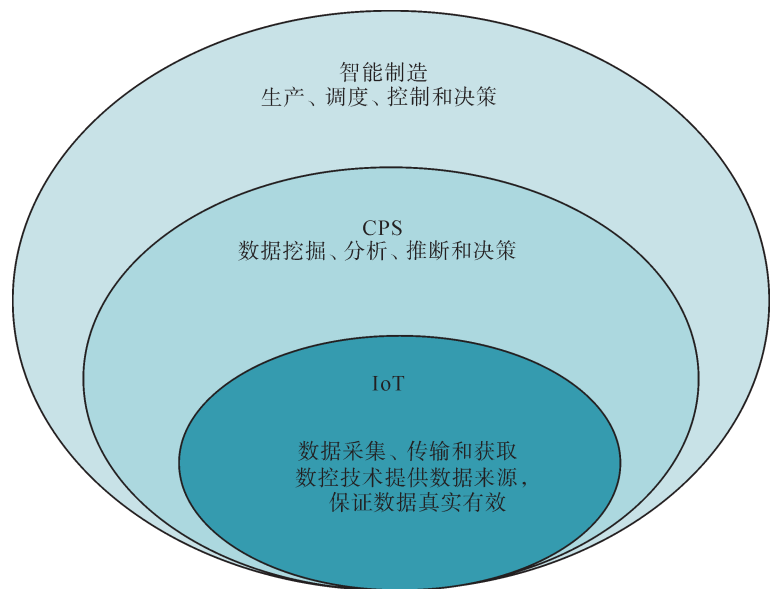 智能制造
生产、调度、控制和决策
CPS
数据挖掘、分析、推断和决策
IoT
数据采集、传输和获取
数控技术提供数据来源，
保证数据真实有效